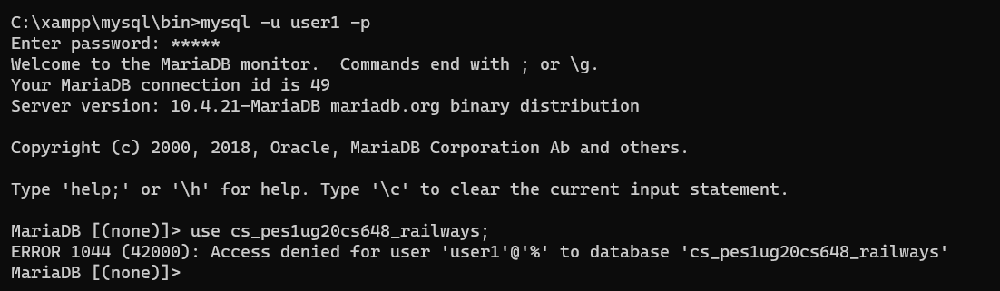 C:\xampp\mysql\bin>mysql -u user1 -p
Enter password: *****
Welcome to the MariaDB monitor.  Commands end with ; or \g.
Your MariaDB connection id is 49
Server version: 10.4.21-MariaDB mariadb.org binary distribution

Copyright (c) 2000, 2018, Oracle, MariaDB Corporation Ab and others.

Type 'help;' or '\h' for help. Type '\c' to clear the current input statement.

MariaDB [(none)]> use cs_pes1ug20cs648_railways;
ERROR 1044 (42000): Access denied for user 'user1'@'%' to database 'cs_pes1ug20cs648_railways'
MariaDB [(none)]>